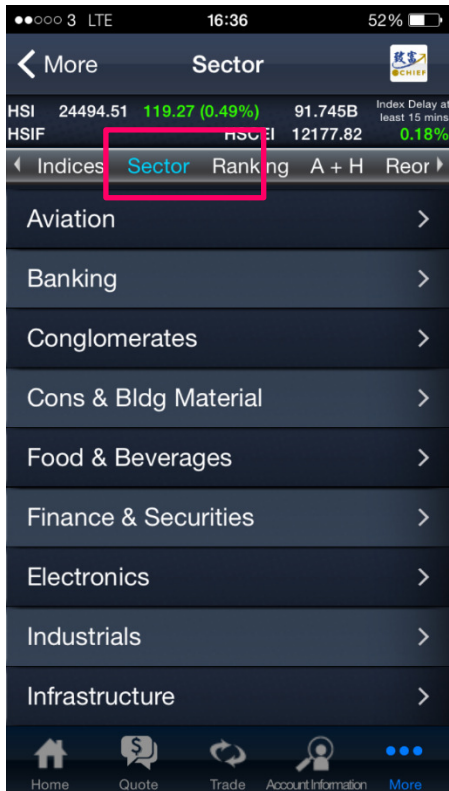 3 LTE 16:36 52%
More Sector 致富 CHIEF
HSI 24494.51 119.27 (0.49%) 91.745B Index Delay at
least 15 mins
HSIF HSCEI 12177.82 0.18%
Indices Sector Ranking A + H Reor
Aviation
Banking
Conglomerates
Cons & Bldg Material
Food & Beverages
Finance & Securities
Electronics
Industrials
Infrastructure
Home Quote Trade Account Information More